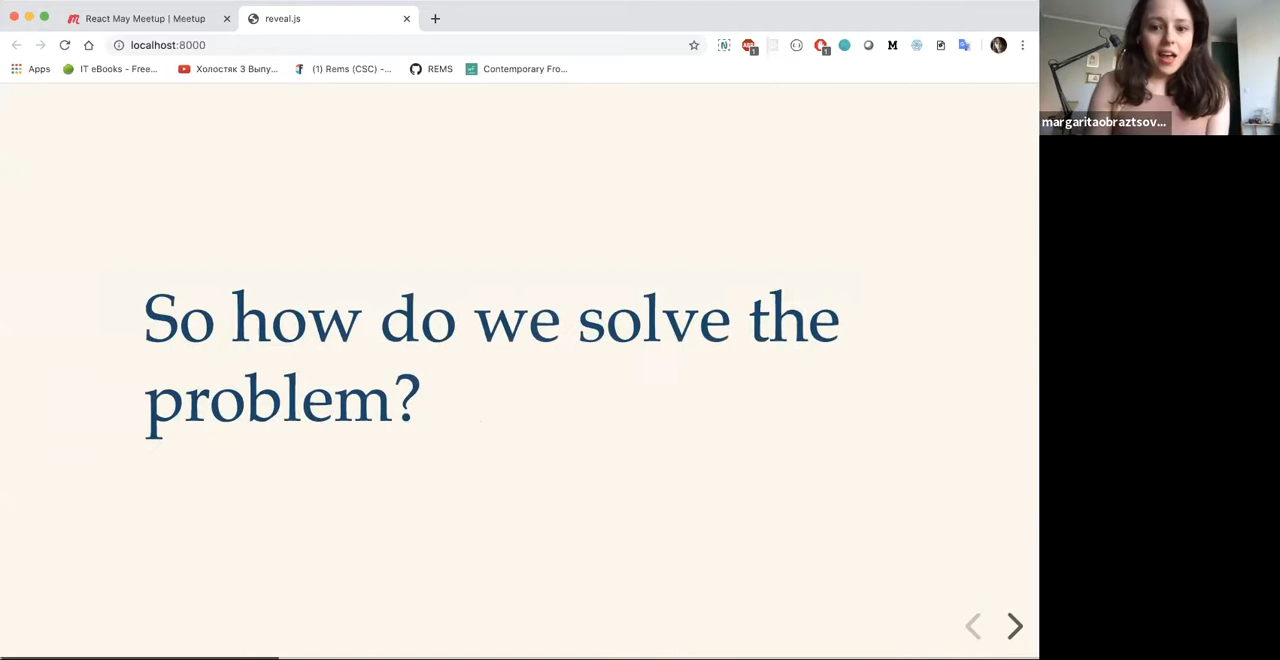 React May Meetup | Meetup
reveal.js
localhost:8000
Apps
IT eBooks - Free...
Холостяк 3 Выпу...
(1) Rems (CSC) -...
REMS
Contemporary Fro...
margaritaobraztsov...
So how do we solve the
problem?